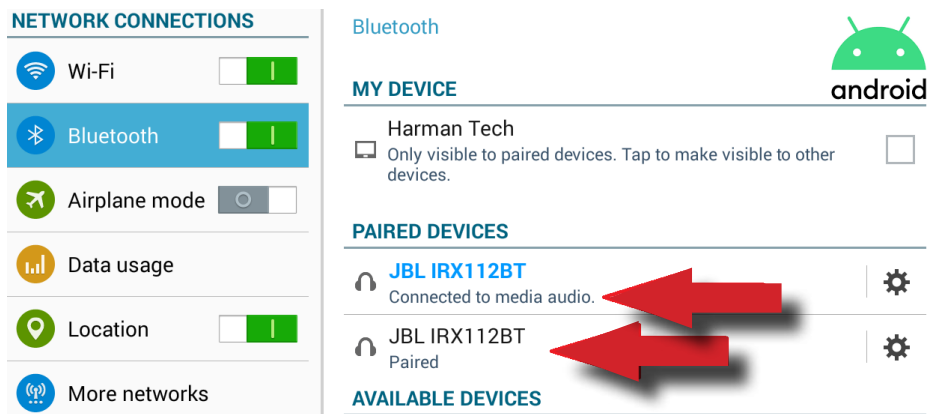 NETWORK CONNECTIONS
Wi-Fi
Bluetooth
Airplane mode
Data usage
Location
More networks
Bluetooth
android
MY DEVICE
Harman Tech
Only visible to paired devices. Tap to make visible to other
devices.
PAIRED DEVICES
JBL IRX112BT
Connected to media audio.
JBL IRX112BT
Paired
AVAILABLE DEVICES